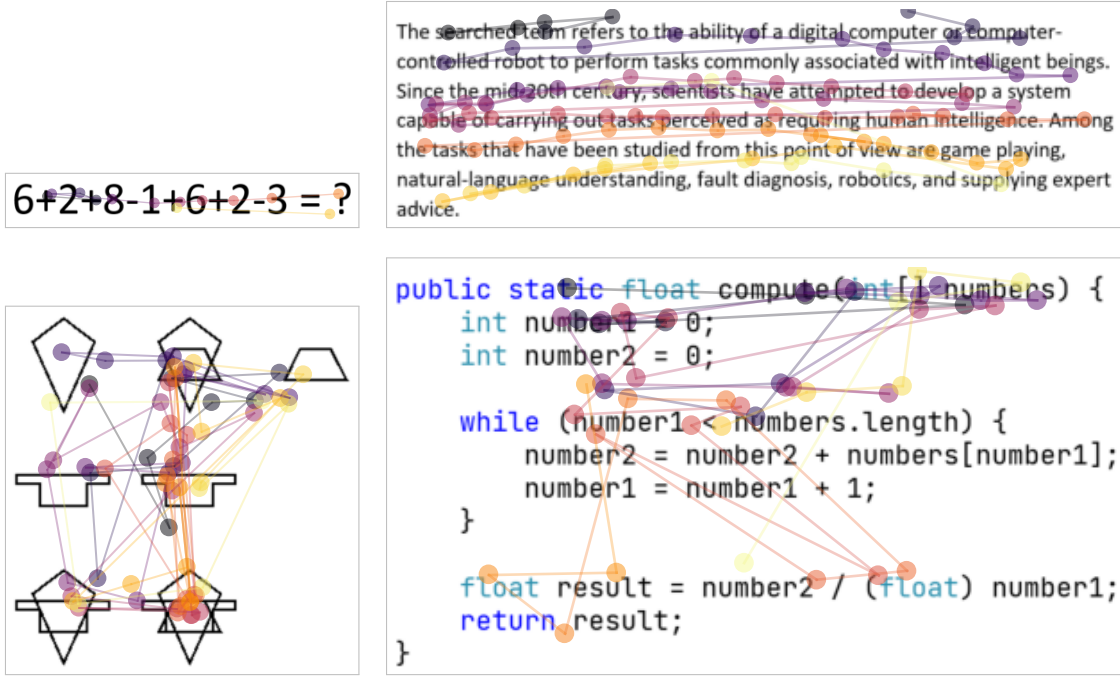 The searched term refers to the ability of a digital computer or computer-
controlled robot to perform tasks commonly associated with intelligent beings.
Since the mid-20th century, scientists have attempted to develop a system
capable of carrying out tasks perceived as requiring human intelligence. Among
the tasks that have been studied from this point of view are game playing,
natural-language understanding, fault diagnosis, robotics, and supplying expert
advice.
6+2+8-1+6+2-3 = ?
public static float compute(int[] numbers) {
int number1 = 0;
int number2 = 0;
while (number1 < numbers.length) {
number2 = number2 + numbers[number1];
number1 = number1 + 1;
}
float result = number2 / (float) number1;
return result;
}